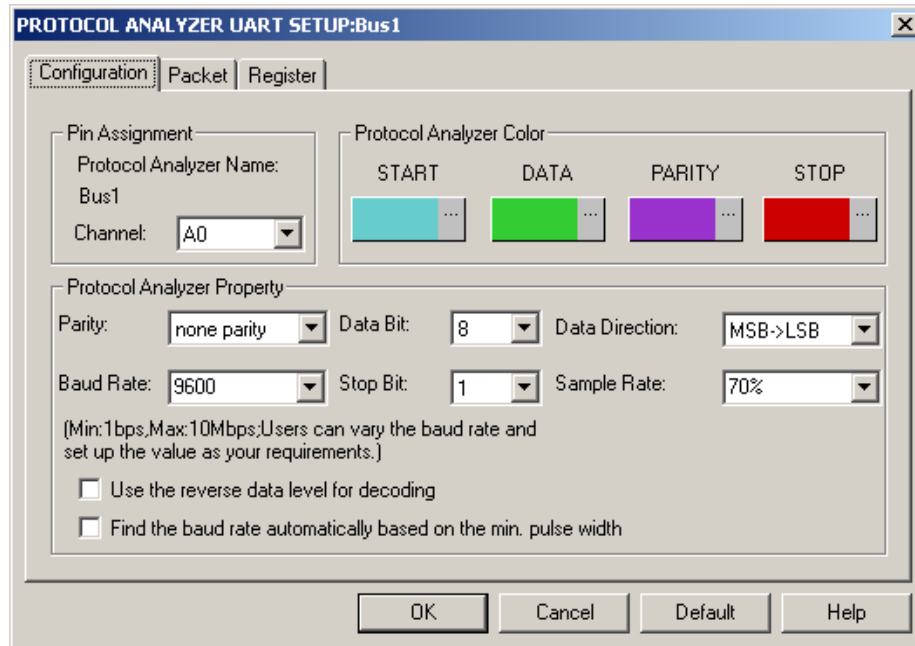 PROTOCOL ANALYZER UART SETUP:Bus1
Configuration Packet Register
Pin Assignment
Protocol Analyzer Name:
Bus1
Channel: A0
Protocol Analyzer Color
START DATA PARITY STOP
... ... ... ...
Protocol Analyzer Property
Parity: none parity Data Bit: 8 Data Direction: MSB->LSB
Baud Rate: 9600 Stop Bit: 1 Sample Rate: 70%
(Min:1bps,Max:10Mbps;Users can vary the baud rate and
set up the value as your requirements.)
Use the reverse data level for decoding
Find the baud rate automatically based on the min. pulse width
OK Cancel Default Help